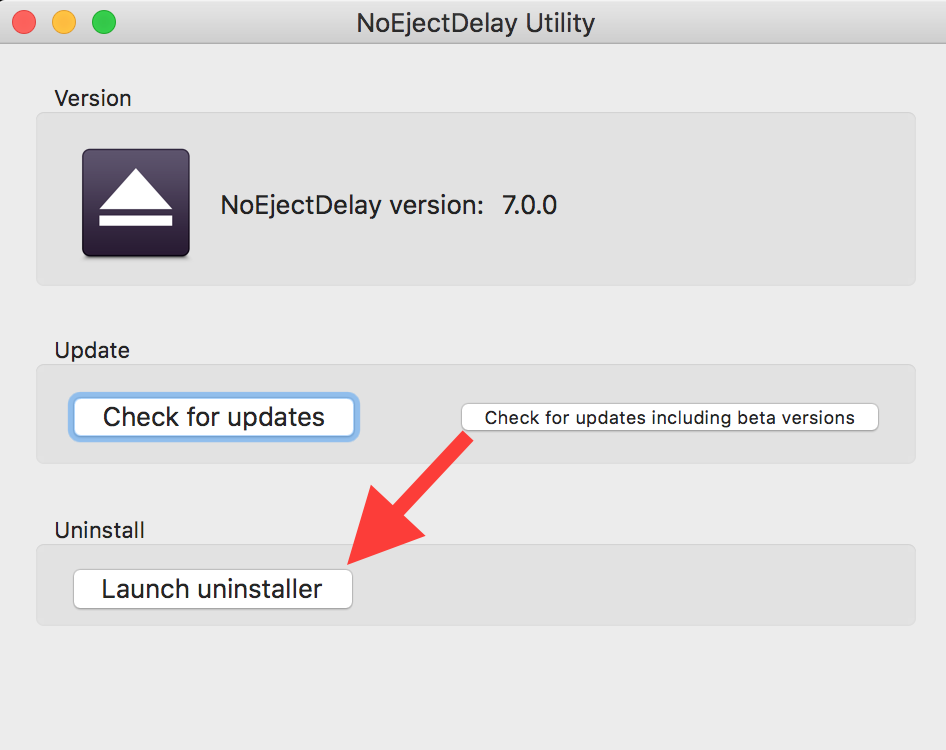 NoEjectDelay Utility
Version
NoEjectDelay version: 7.0.0
Update
Check for updates
Check for updates including beta versions
Uninstall
Launch uninstaller